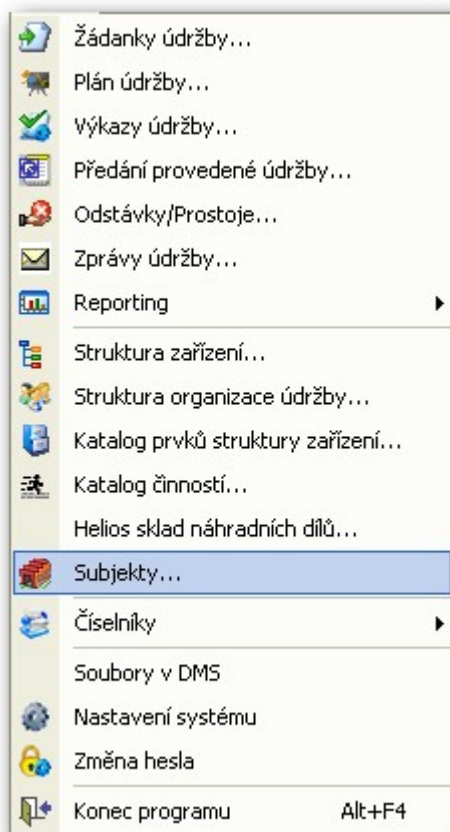 Žádanky údržby...
Plán údržby...
Výkazy údržby...
Předání provedené údržby...
Odstávky/Prostoje...
Zprávy údržby...
Reporting
Struktura zařízení...
Struktura organizace údržby...
Katalog prvků struktury zařízení...
Katalog činností...
Helios sklad náhradních dílů...
Subjekty...
Číselníky
Soubory v DMS
Nastavení systému
Změna hesla
Konec programu Alt+F4